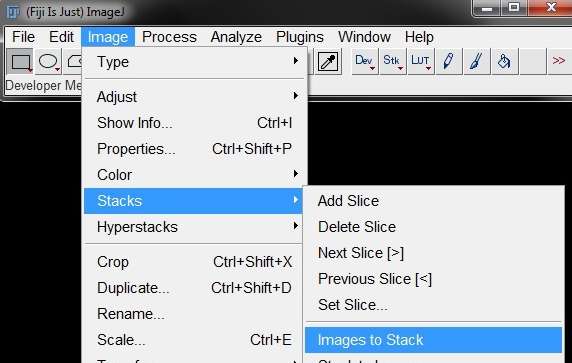 (Fiji Is Just) ImageJ
File Edit Image Process Analyze Plugins Window Help
Dev Stk LUT >>
Developer Me
Type
Adjust
Show Info... Ctrl+I
Properties... Ctrl+Shift+P
Color
Stacks
Hyperstacks
Crop Ctrl+Shift+X
Duplicate... Ctrl+Shift+D
Rename...
Scale... Ctrl+E
Add Slice
Delete Slice
Next Slice [>]
Previous Slice [<]
Set Slice...
Images to Stack